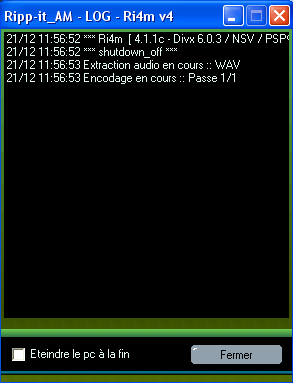 Ripp-it_AM - LOG - Ri4m v4
21/12 11:56:52 *** Ri4m [ 4.1.1c - Divx 6.0.3 / NSV / PSP
21/12 11:56:52 *** shutdown_off ***
21/12 11:56:53 Extraction audio en cours :: WAV
21/12 11:56:53 Encodage en cours :: Passe 1/1
Eteindre le pc à la fin
Fermer